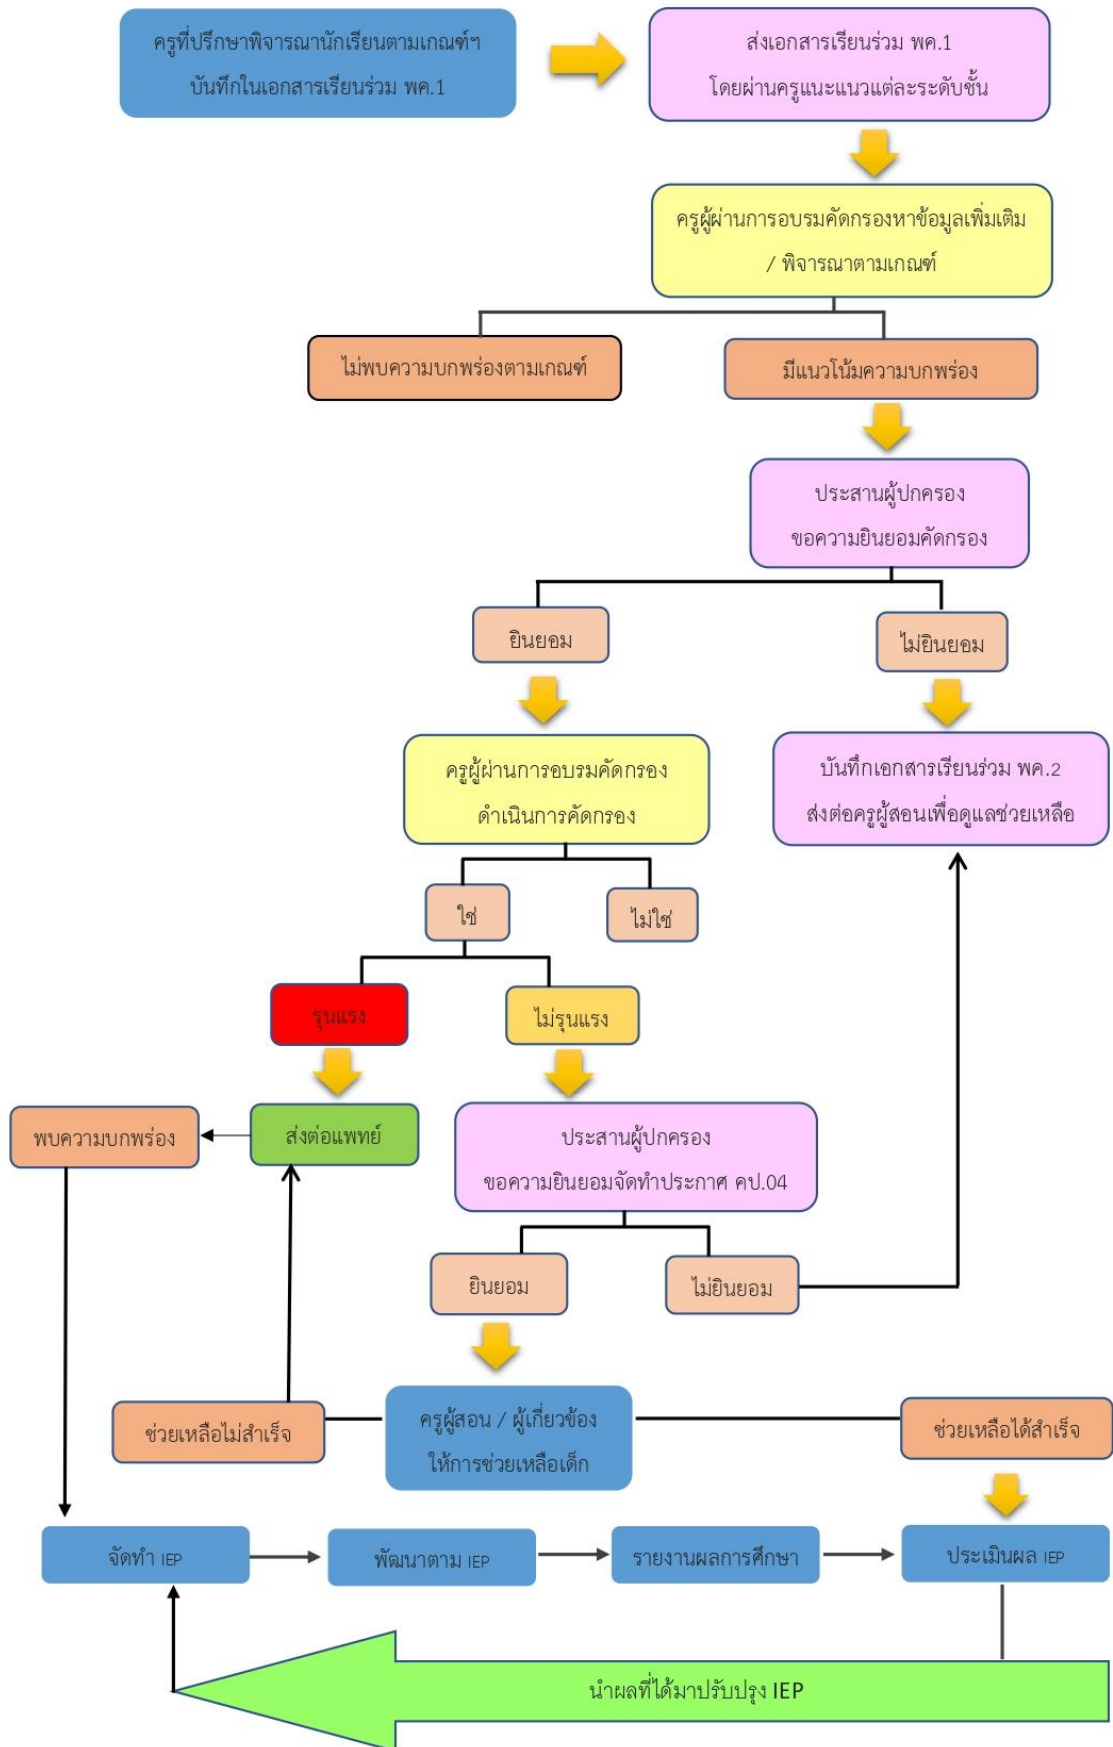 ครูที่ปรึกษาพิจารณานักเรียนตามเกณฑ์ฯ
บันทึกในเอกสารเรียนร่วม พค.1
ส่งเอกสารเรียนร่วม พค.1
โดยผ่านครูแนะแนวแต่ละระดับชั้น
ครูผู้ผ่านการอบรมคัดกรองหาข้อมูลเพิ่มเติม
/ พิจารณาตามเกณฑ์
ไม่พบความบกพร่องตามเกณฑ์
มีแนวโน้มความบกพร่อง
ประสานผู้ปกครอง
ขอความยินยอมคัดกรอง
ยินยอม
ไม่ยินยอม
ครูผู้ผ่านการอบรมคัดกรอง
ดำเนินการคัดกรอง
บันทึกเอกสารเรียนร่วม พค.2
ส่งต่อครูผู้สอนเพื่อดูแลช่วยเหลือ
ใช่
ไม่ใช่
รุนแรง
ไม่รุนแรง
พบความบกพร่อง
ส่งต่อแพทย์
ประสานผู้ปกครอง
ขอความยินยอมจัดทำประกาศ คป.04
ยินยอม
ไม่ยินยอม
ช่วยเหลือไม่สำเร็จ
ครูผู้สอน / ผู้เกี่ยวข้อง
ให้การช่วยเหลือเด็ก
ช่วยเหลือได้สำเร็จ
จัดทำ IEP
พัฒนาตาม IEP
รายงานผลการศึกษา
ประเมินผล IEP
นำผลที่ได้มาปรับปรุง IEP